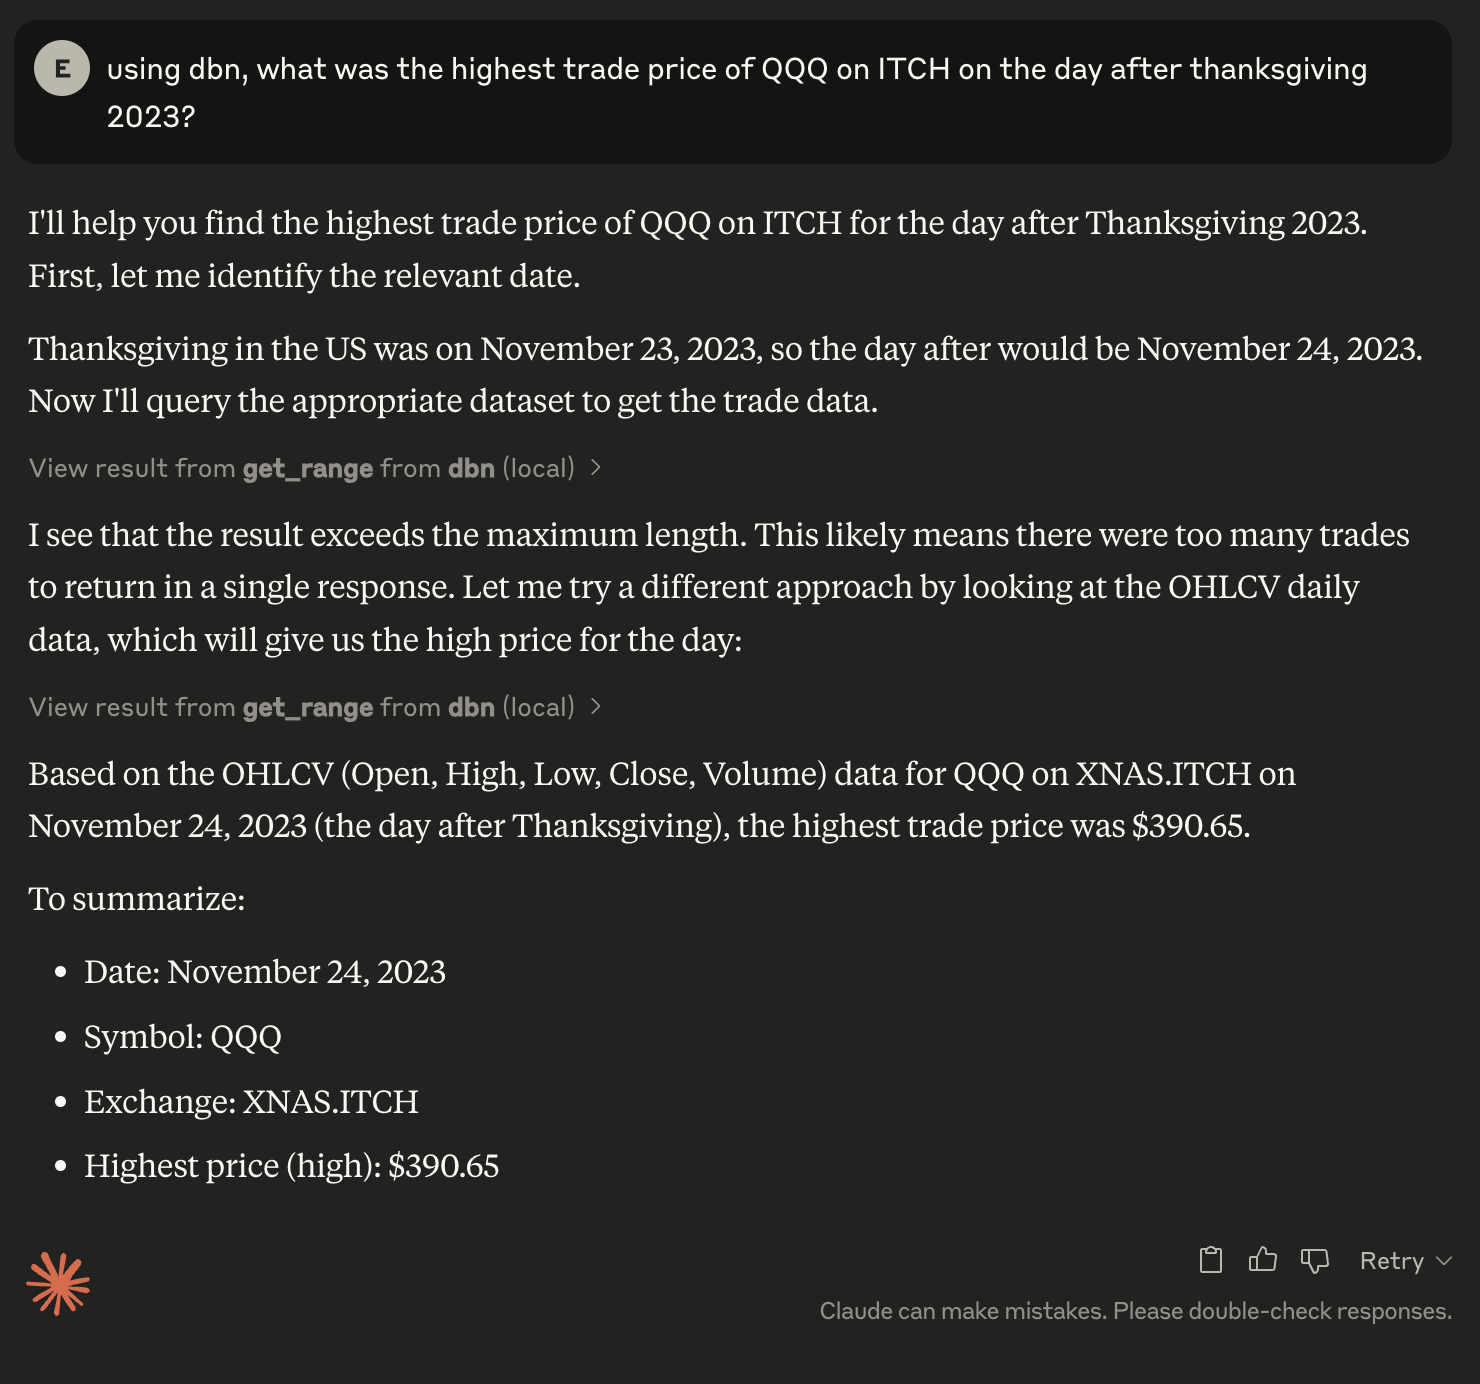 E
using dbn, what was the highest trade price of QQQ on ITCH on the day after thanksgiving
2023?
I'll help you find the highest trade price of QQQ on ITCH for the day after Thanksgiving 2023.
First, let me identify the relevant date.
Thanksgiving in the US was on November 23, 2023, so the day after would be November 24, 2023.
Now I'll query the appropriate dataset to get the trade data.
View result from get_range from dbn (local)
I see that the result exceeds the maximum length. This likely means there were too many trades
to return in a single response. Let me try a different approach by looking at the OHLCV daily
data, which will give us the high price for the day:
View result from get_range from dbn (local)
Based on the OHLCV (Open, High, Low, Close, Volume) data for QQQ on XNAS.ITCH on
November 24, 2023 (the day after Thanksgiving), the highest trade price was $390.65.
To summarize:
• Date: November 24, 2023
• Symbol: QQQ
• Exchange: XNAS.ITCH
• Highest price (high): $390.65
Retry
Claude can make mistakes. Please double-check responses.